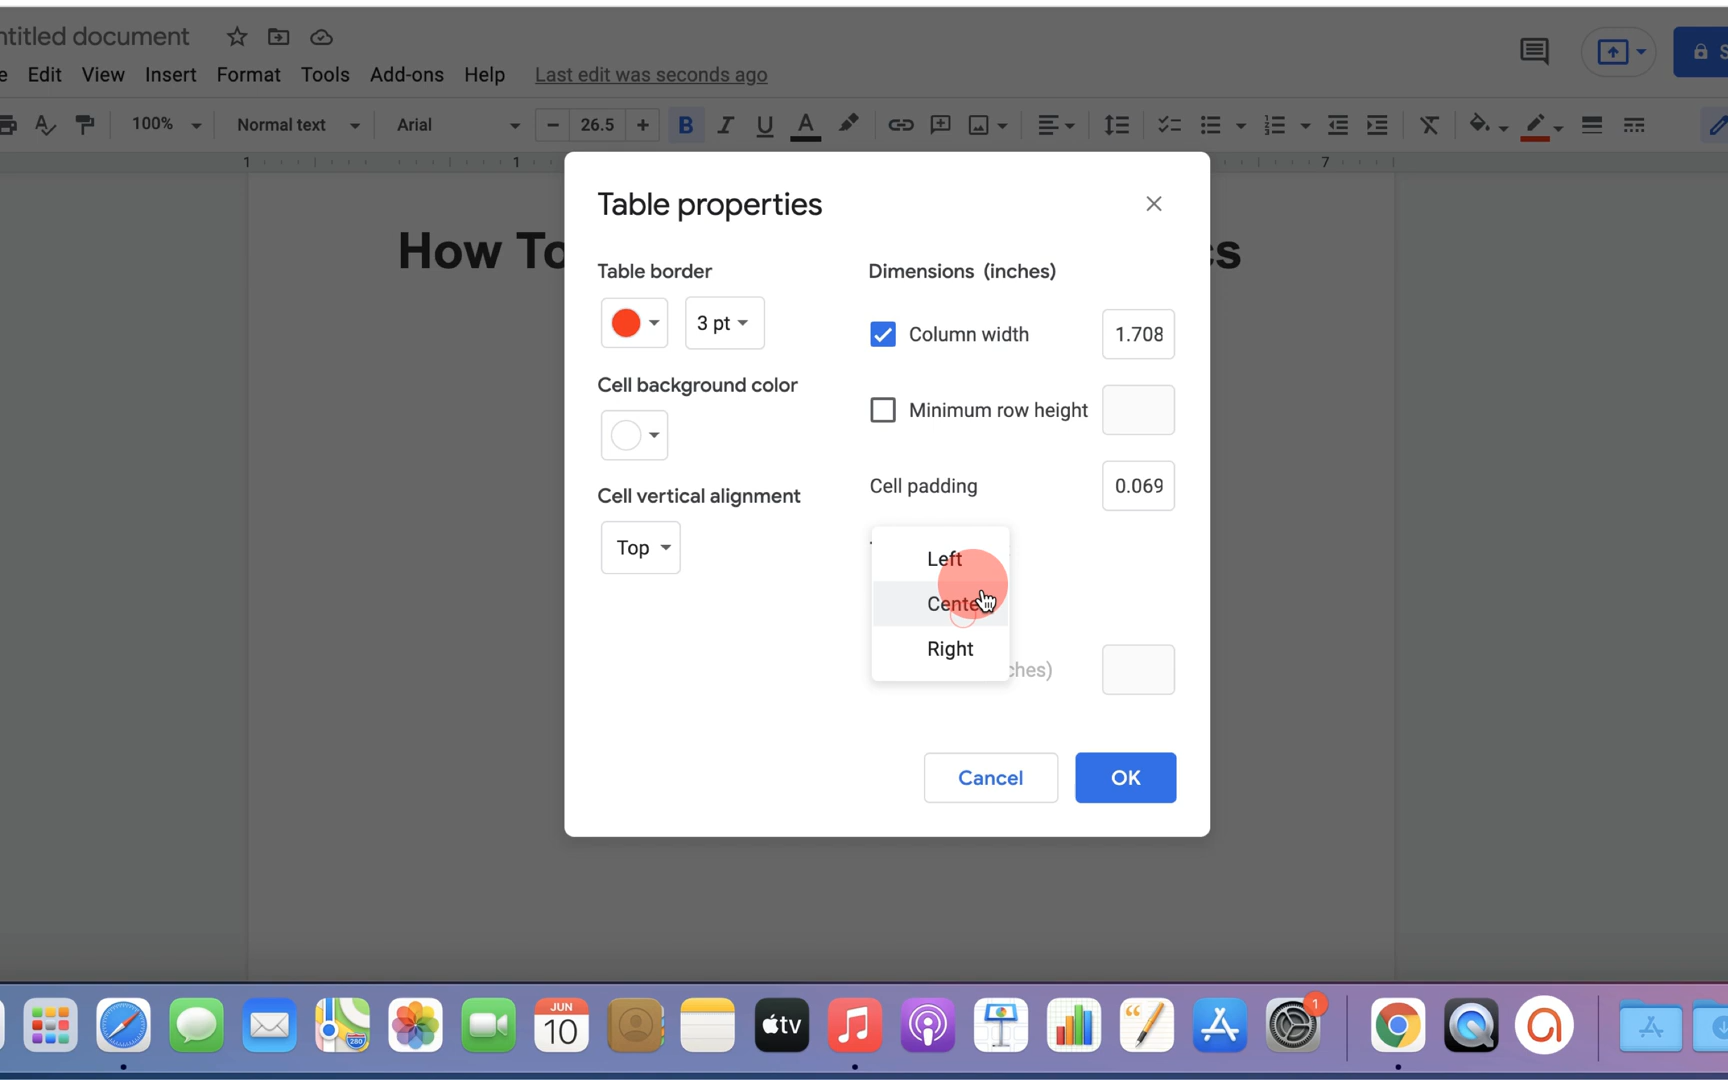 ntitled document
e Edit View Insert Format Tools Add-ons Help Last edit was seconds ago
S
100% Normal text Arial − 26.5 + B I U A
1 1 7
How To
cs
Table properties
Table border
3 pt
Cell background color
Cell vertical alignment
Top
Dimensions (inches)
Column width 1.708
Minimum row height
Cell padding 0.069
Left
Cente
Right
ches)
Cancel OK
JUN
10
280
tv
1